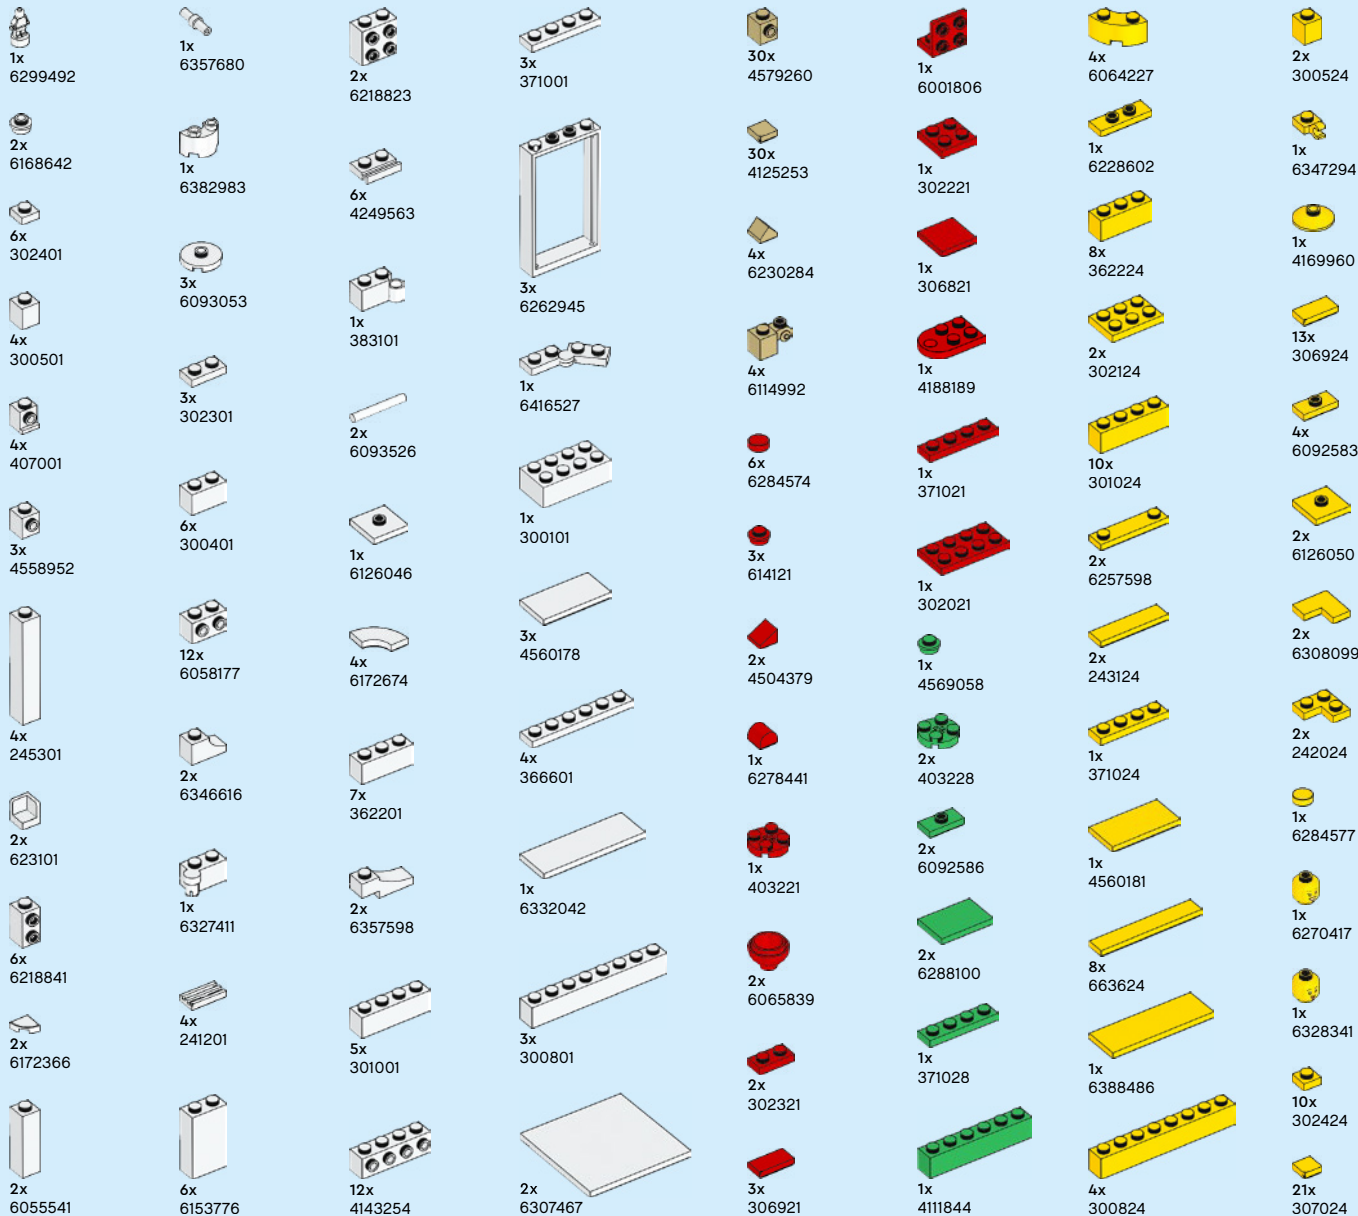 1x
6299492
2x
6168642
6x
302401
4x
300501
4x
407001
3x
4558952
4x
245301
2x
623101
6x
6218841
2x
6172366
2x
6055541
1x
6357680
1x
6382983
3x
6093053
3x
302301
6x
300401
12x
6058177
2x
6346616
1x
6327411
4x
241201
6x
6153776
2x
6218823
6x
4249563
1x
383101
2x
6093526
1x
6126046
4x
6172674
7x
362201
2x
6357598
5x
301001
12x
4143254
3x
371001
3x
6262945
1x
6416527
1x
300101
3x
4560178
4x
366601
1x
6332042
3x
300801
2x
6307467
30x
4579260
30x
4125253
4x
6230284
4x
6114992
6x
6284574
3x
614121
2x
4504379
1x
6278441
1x
403221
2x
6065839
2x
302321
3x
306921
1x
6001806
1x
302221
1x
306821
1x
4188189
1x
371021
1x
302021
1x
4569058
2x
403228
2x
6092586
2x
6288100
1x
371028
1x
4111844
4x
6064227
1x
6228602
8x
362224
2x
302124
10x
301024
2x
6257598
2x
243124
1x
371024
1x
4560181
8x
663624
1x
6388486
4x
300824
2x
300524
1x
6347294
1x
4169960
13x
306924
4x
6092583
2x
6126050
2x
6308099
2x
242024
1x
6284577
1x
6270417
1x
6328341
10x
302424
21x
307024